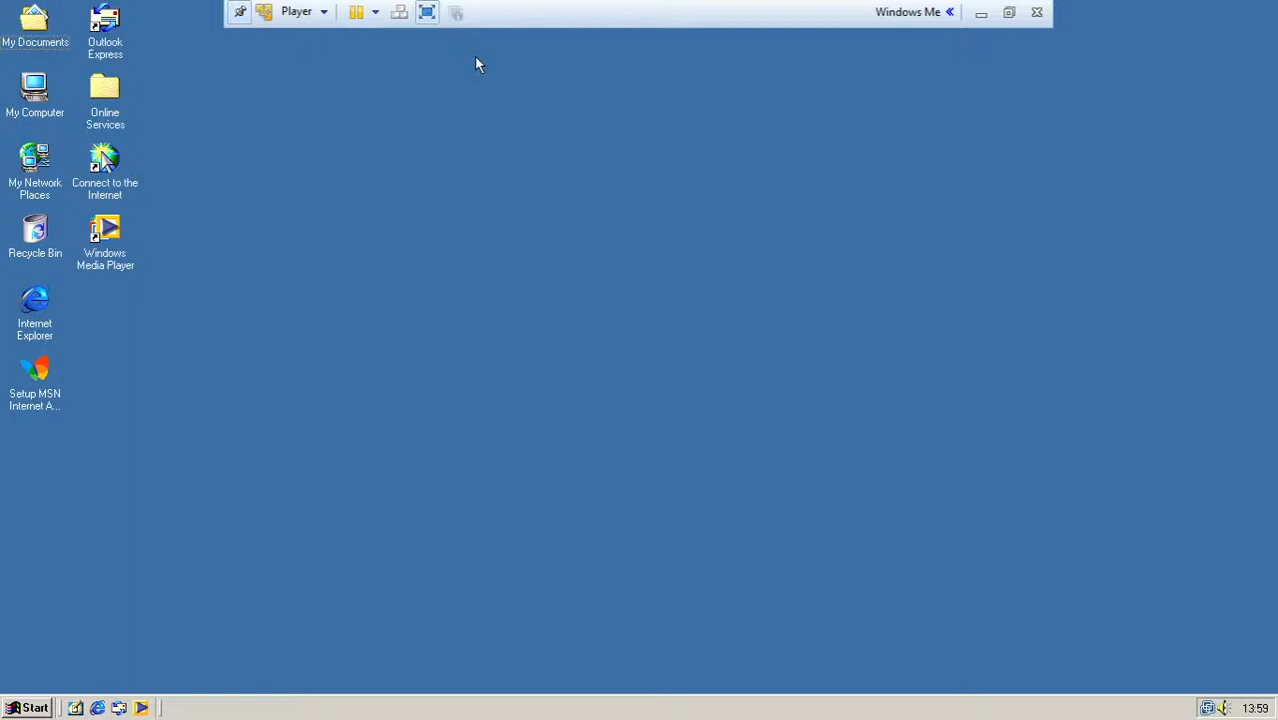 Player
Windows Me
My Documents
Outlook
Express
My Computer
Online
Services
My Network
Places
Connect to the
Internet
Recycle Bin
Windows
Media Player
Internet
Explorer
Setup MSN
Internet A...
Start
13:59